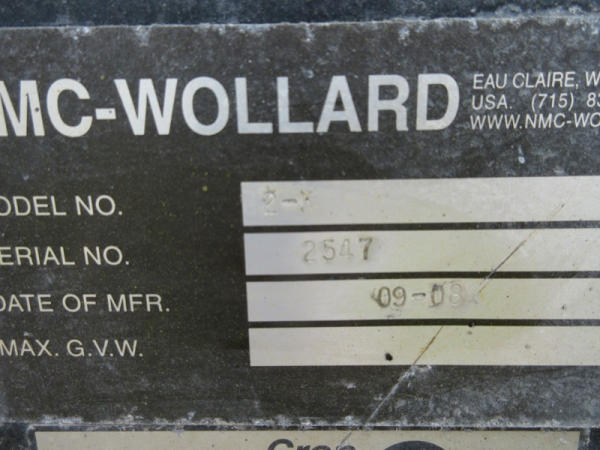 MC-WOLLARD
EAU CLAIRE, W
USA. (715) 83
WWW.NMC-WO
ODEL NO.
ERIAL NO. 2547
DATE OF MFR. 09-08
MAX. G.V.W.